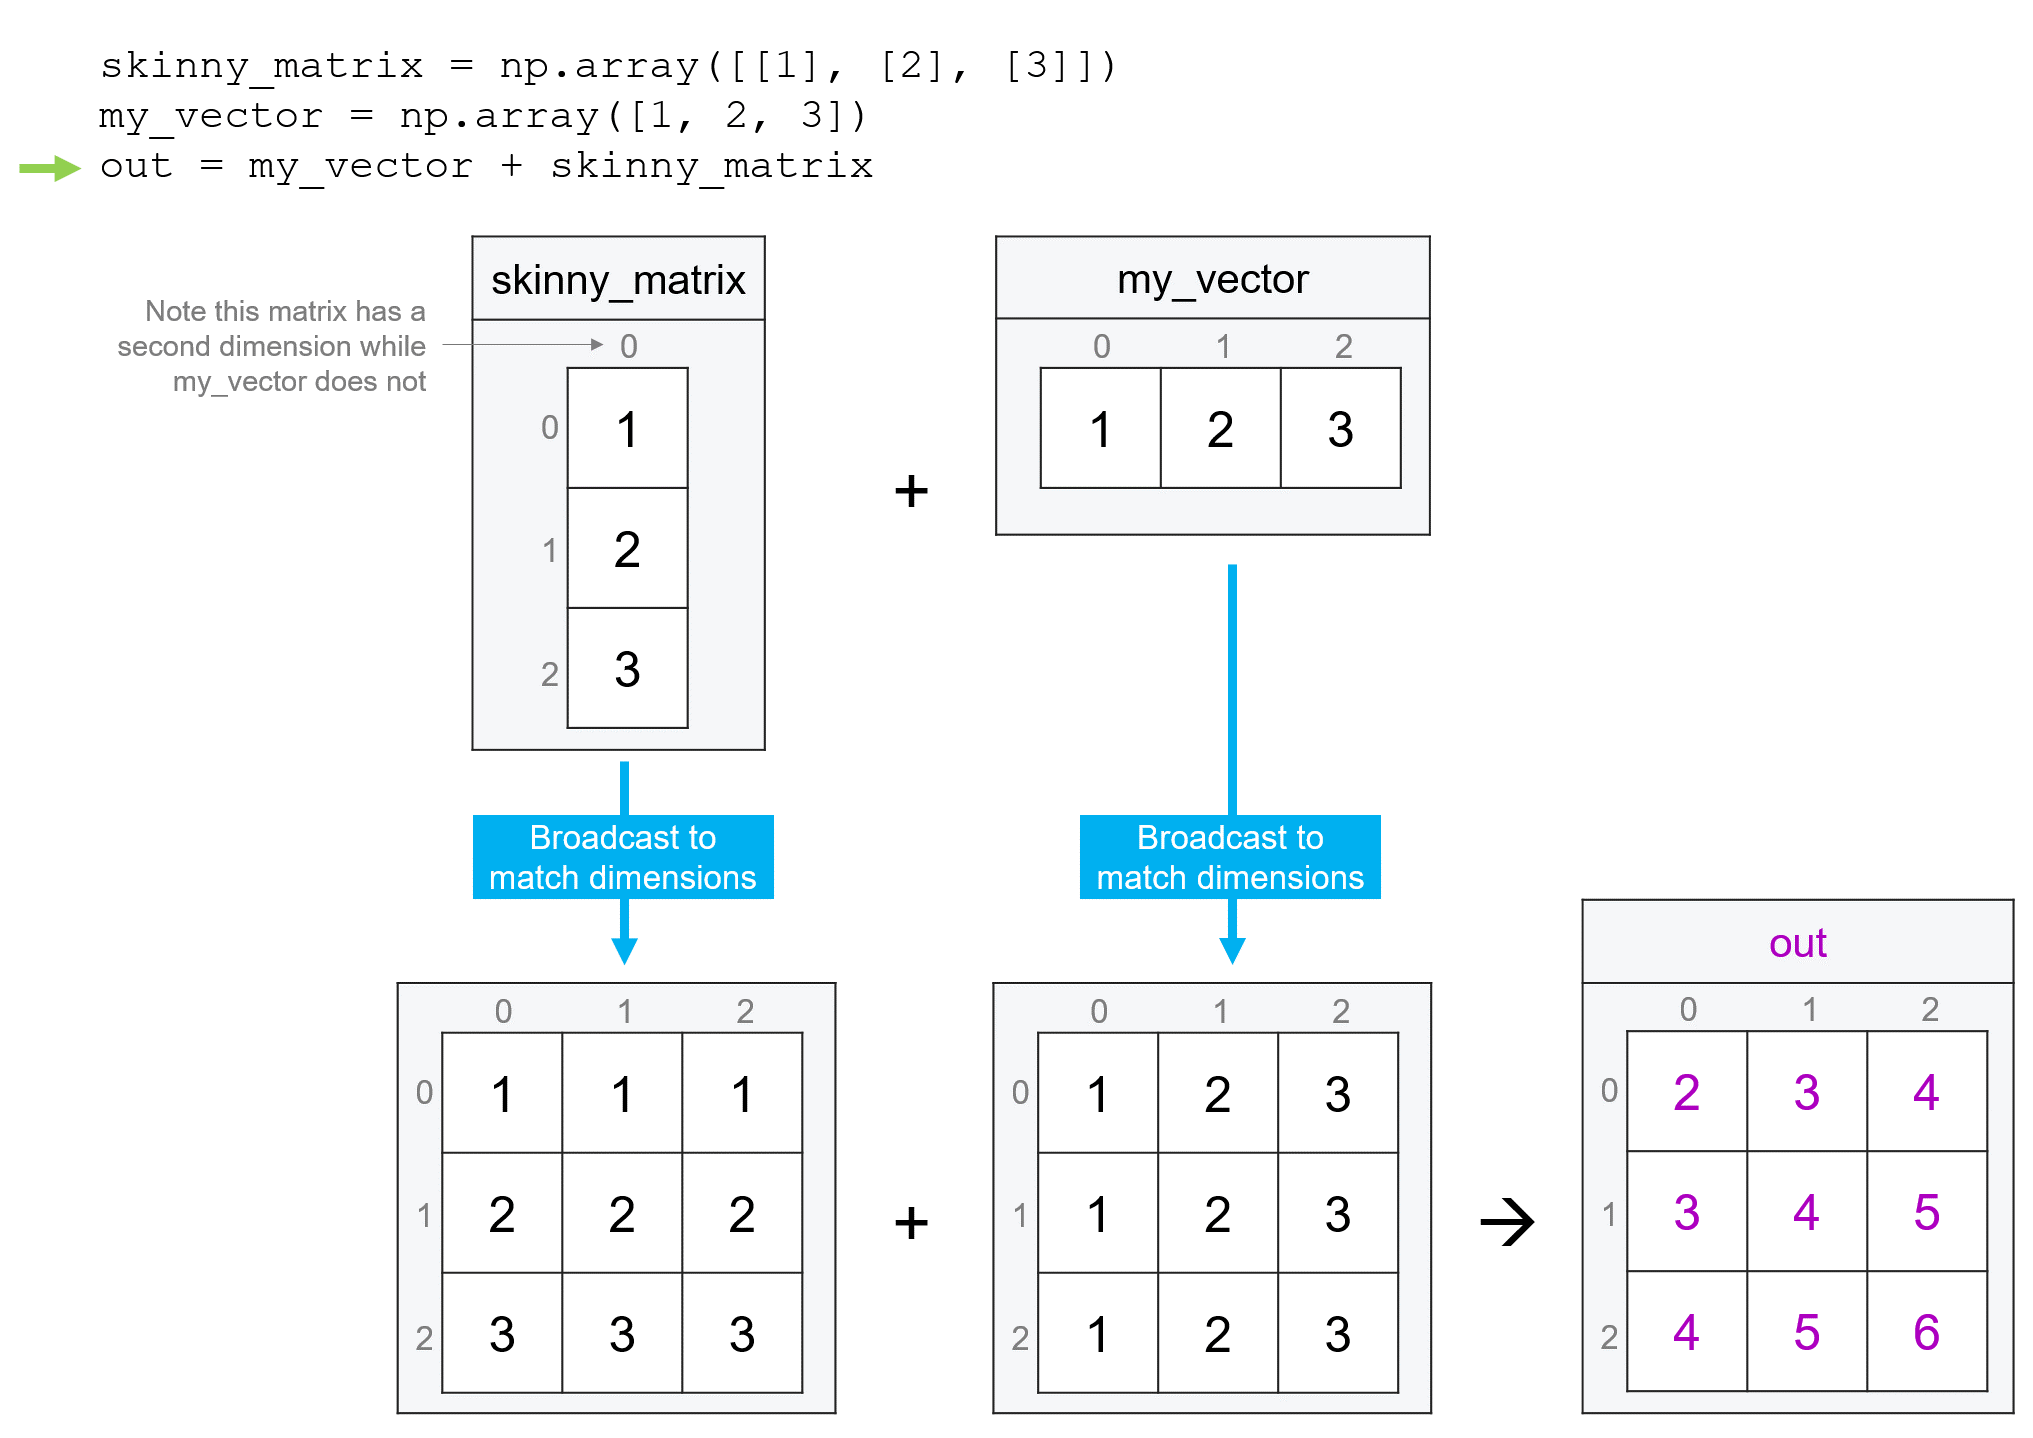 skinny_matrix = np.array([[1], [2], [3]])
my_vector = np.array([1, 2, 3])
out = my_vector + skinny_matrix
Note this matrix has a
second dimension while
my_vector does not
skinny_matrix
0
0 1
1 2
2 3
+
my_vector
0 1 2
1 2 3
Broadcast to
match dimensions
Broadcast to
match dimensions
0 1 2
0 1 1 1
1 2 2 2
2 3 3 3
+
0 1 2
0 1 2 3
1 1 2 3
2 1 2 3
→
out
0 1 2
0 2 3 4
1 3 4 5
2 4 5 6